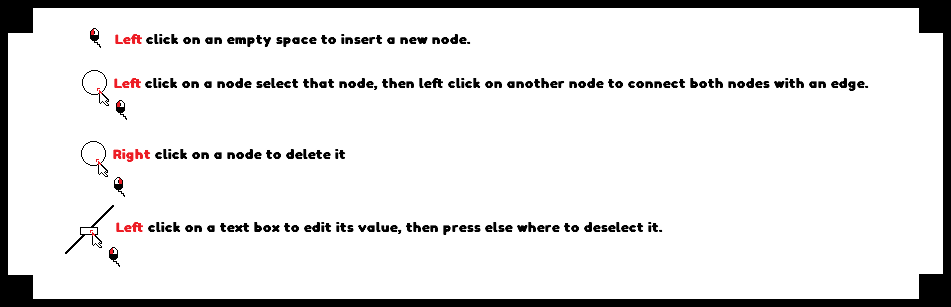 Left click on an empty space to insert a new node.
Left click on a node select that node, then left click on another node to connect both nodes with an edge.
Right click on a node to delete it
Left click on a text box to edit its value, then press else where to deselect it.